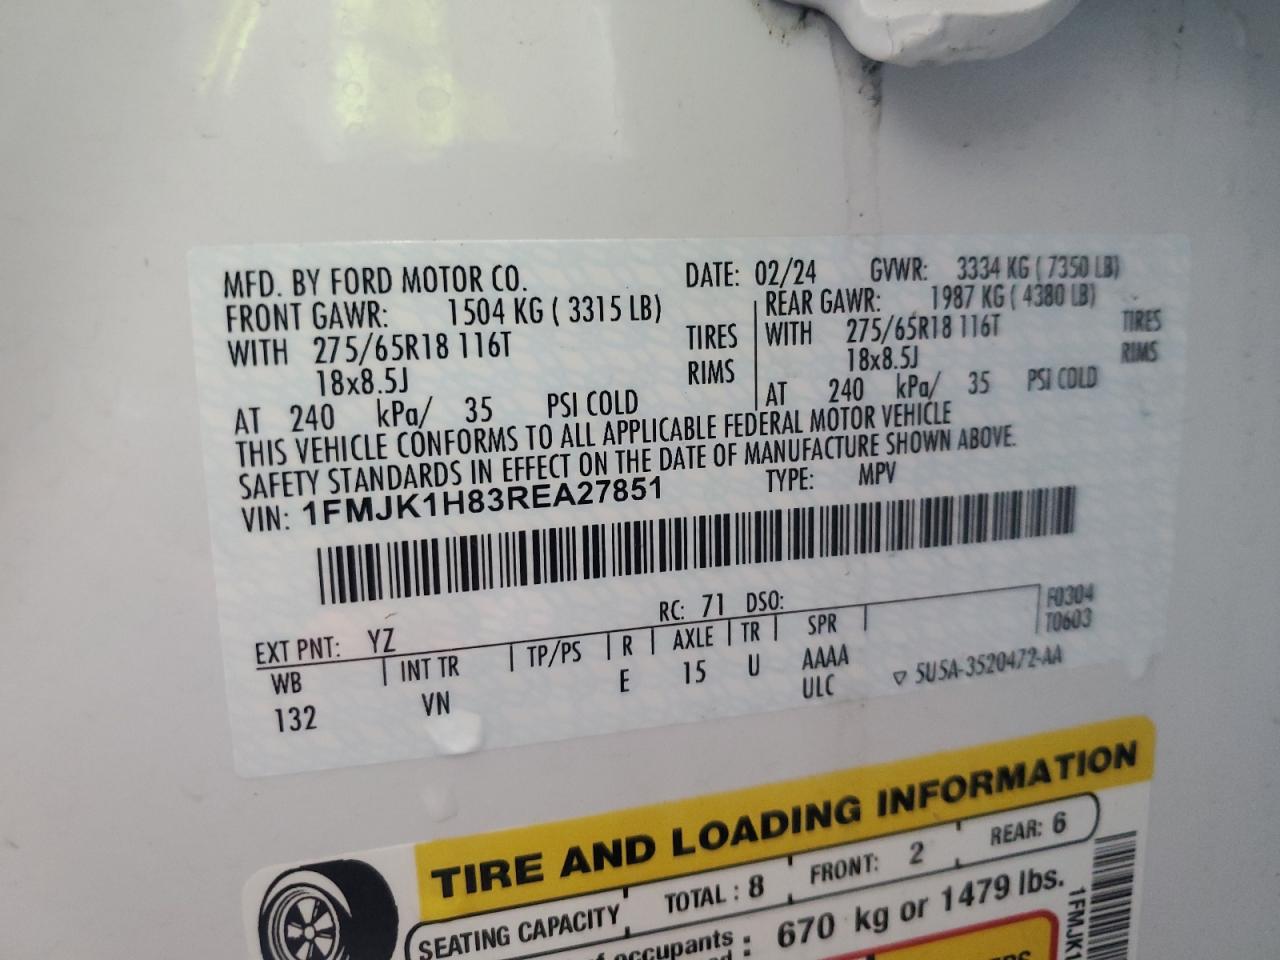 MFD. BY FORD MOTOR CO. DATE: 02/24 GVWR: 3334 KG ( 7350 LB)
FRONT GAWR: 1504 KG ( 3315 LB) REAR GAWR: 1987 KG ( 4380 LB)
WITH 275/65R18 116T TIRES WITH 275/65R18 116T TIRES
18x8.5J RIMS 18x8.5J RIMS
AT 240 kPa/ 35 PSI COLD AT 240 kPa/ 35 PSI COLD
THIS VEHICLE CONFORMS TO ALL APPLICABLE FEDERAL MOTOR VEHICLE
SAFETY STANDARDS IN EFFECT ON THE DATE OF MANUFACTURE SHOWN ABOVE.
VIN: 1FMJK1H83REA27851 TYPE: MPV
EXT PNT: YZ RC: 71 DSO: F0304
WB INT TR TP/PS R AXLE TR SPR T0603
132 VN E 15 U AAAA
ULC 5U5A-3520472-AA
TIRE AND LOADING INFORMATION
SEATING CAPACITY TOTAL : 8 FRONT: 2 REAR: 6
occupants : 670 kg or 1479 lbs.
1FMJK1